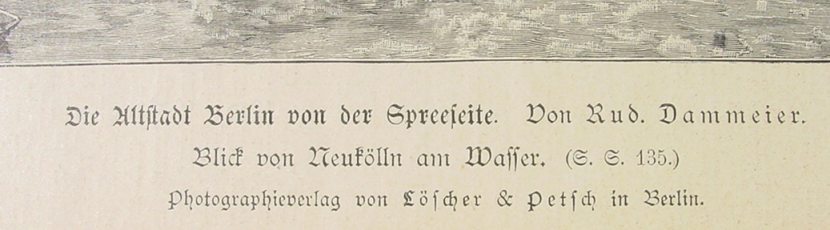 Die Altstadt Berlin von der Spreeseite. Von Rud. Dammeier.
Blick von Neukölln am Wasser. (S. S. 135.)
Photographieverlag von Löscher & Petsch in Berlin.